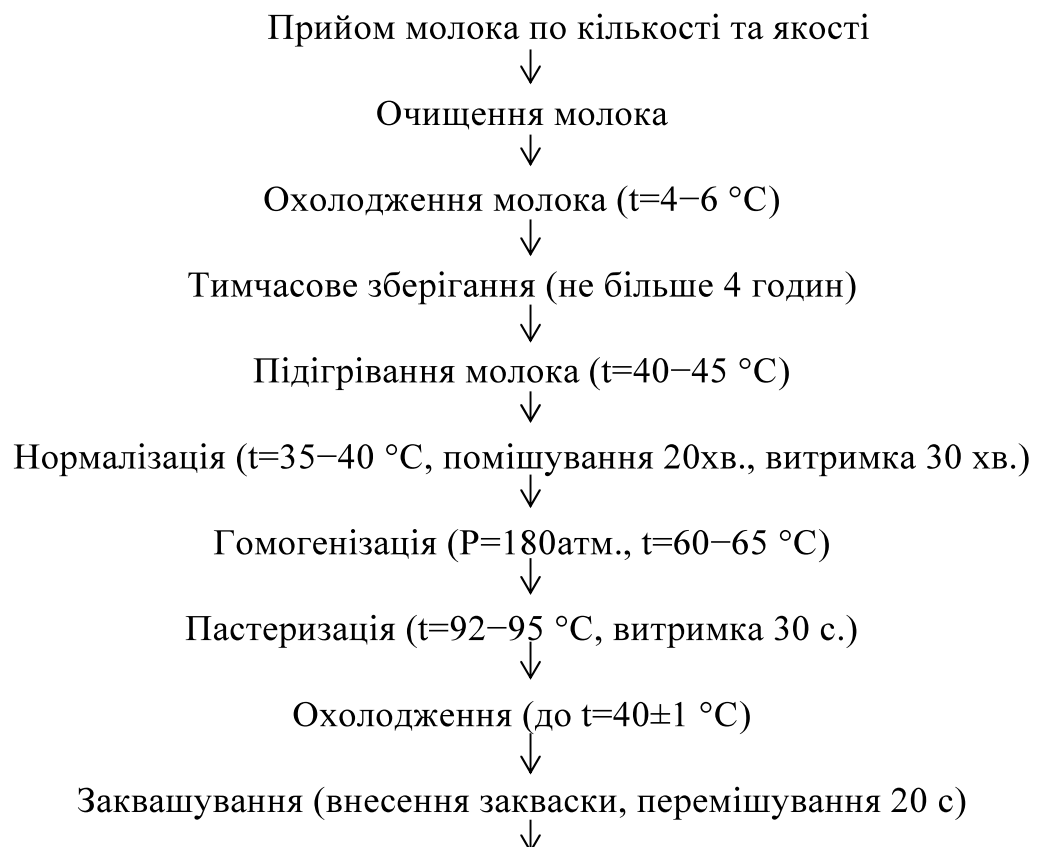 Прийом молока по кількості та якості
Очищення молока
Охолодження молока (t=4−6 °С)
Тимчасове зберігання (не більше 4 годин)
Підігрівання молока (t=40−45 °С)
Нормалізація (t=35−40 °С, помішування 20хв., витримка 30 хв.)
Гомогенізація (Р=180атм., t=60−65 °С)
Пастеризація (t=92−95 °С, витримка 30 с.)
Охолодження (до t=40±1 °С)
Заквашування (внесення закваски, перемішування 20 с)